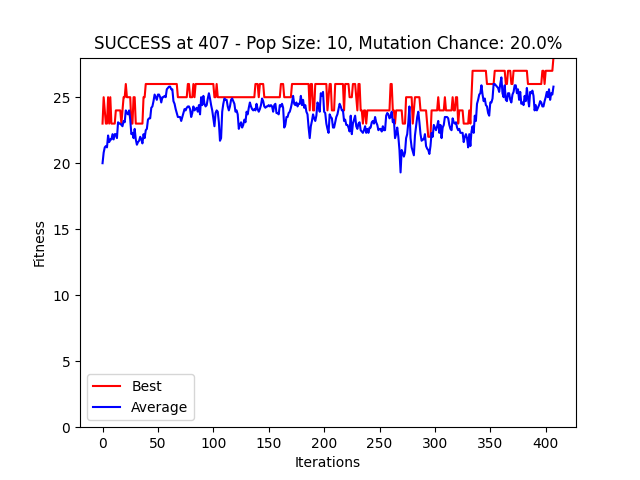 SUCCESS at 407 - Pop Size: 10, Mutation Chance: 20.0%
25
20
15
10
5
0
Fitness
Best
Average
0 50 100 150 200 250 300 350 400
Iterations